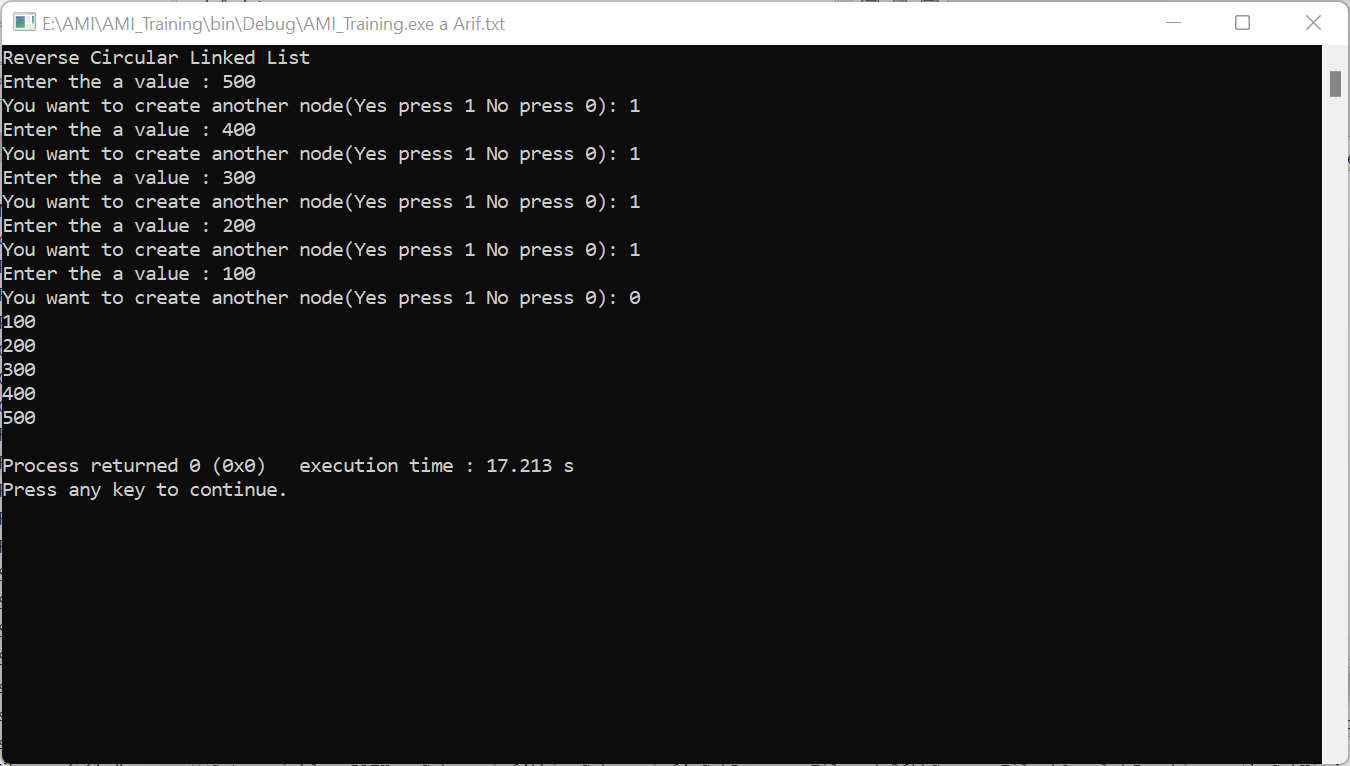 E:\AMI\AMI_Training\bin\Debug\AMI_Training.exe a Arif.txt
Reverse Circular Linked List
Enter the a value : 500
You want to create another node(Yes press 1 No press 0): 1
Enter the a value : 400
You want to create another node(Yes press 1 No press 0): 1
Enter the a value : 300
You want to create another node(Yes press 1 No press 0): 1
Enter the a value : 200
You want to create another node(Yes press 1 No press 0): 1
Enter the a value : 100
You want to create another node(Yes press 1 No press 0): 0
100
200
300
400
500
Process returned 0 (0x0)   execution time : 17.213 s
Press any key to continue.